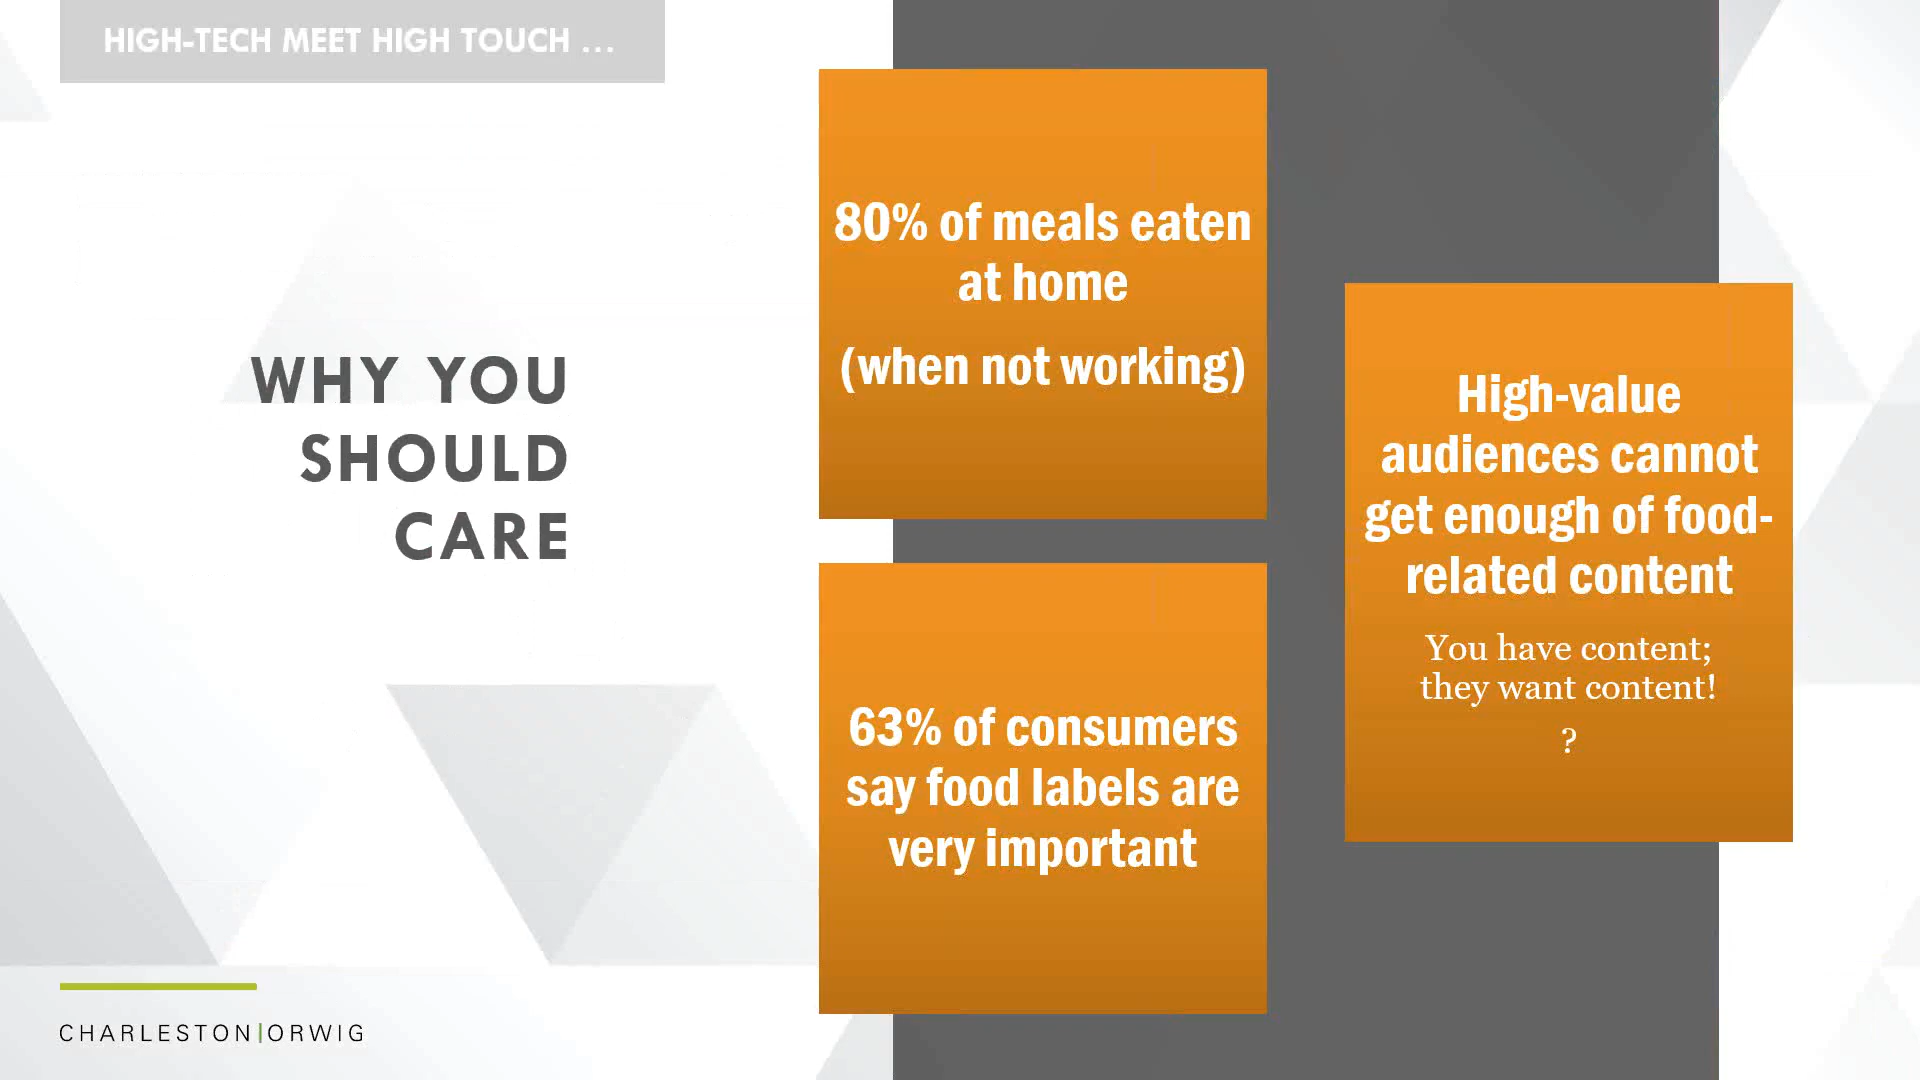 HIGH-TECH MEET HIGH TOUCH ...
WHY YOU
SHOULD
CARE
80% of meals eaten
at home
(when not working)
63% of consumers
say food labels are
very important
High-value
audiences cannot
get enough of food-
related content
You have content;
they want content!
?
CHARLESTON|ORWIG